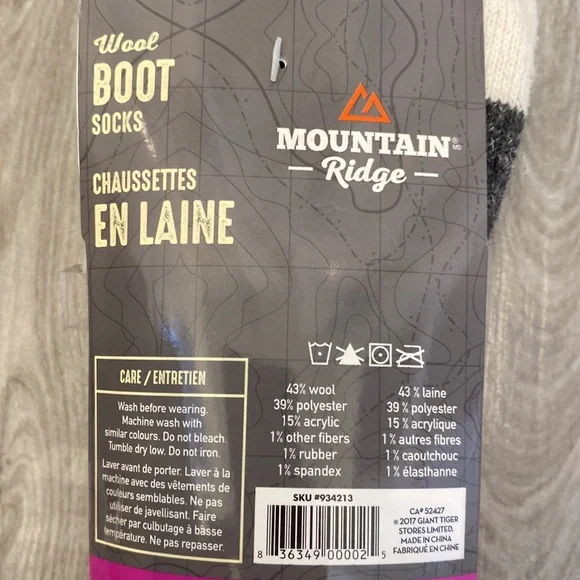 Wool
BOOT
SOCKS
CHAUSSETTES
EN LAINE
MOUNTAIN® MD
Ridge
CARE / ENTRETIEN
Wash before wearing.
Machine wash with
similar colours. Do not bleach.
Tumble dry low. Do not iron.
Laver avant de porter. Laver à la
machine avec des vêtements de
couleurs semblables. Ne pas
utiliser de javellisant. Faire
sécher par culbutage à basse
température. Ne pas repasser.
43% wool
39% polyester
15% acrylic
1% other fibers
1% rubber
1% spandex
43 % laine
39 % polyester
15 % acrylique
1 % autres fibres
1 % caoutchouc
1 % élasthanne
SKU #934213
8 36349 00002 5
CA# 52427
© 2017 GIANT TIGER
STORES LIMITED.
MADE IN CHINA
FABRIQUÉ EN CHINE